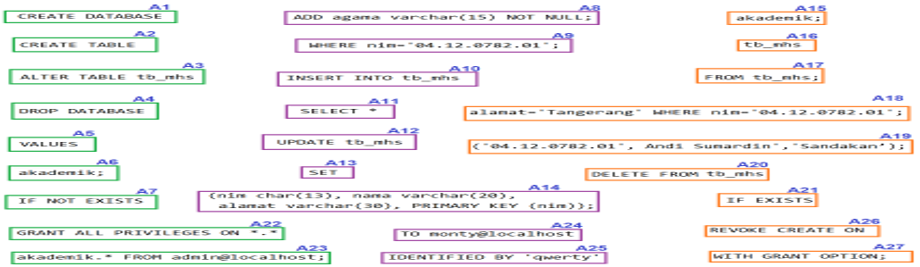 A1
CREATE DATABASE
A2
CREATE TABLE
A3
ALTER TABLE tb_mhs
A4
DROP DATABASE
A5
VALUES
A6
akademik;
A7
IF NOT EXISTS
A8
ADD agama varchar(15) NOT NULL;
A9
WHERE nim='04.12.0782.01';
A10
INSERT INTO tb_mhs
A11
SELECT *
A12
UPDATE tb_mhs
A13
SET
A14
(nim char(13), nama varchar(20),
alamat varchar(30), PRIMARY KEY (nim));
A15
akademik;
A16
tb_mhs
A17
FROM tb_mhs;
A18
alamat='Tangerang' WHERE nim='04.12.0782.01';
A19
('04.12.0782.01', Andi Sumardin','Sandakan');
A20
DELETE FROM tb_mhs
A21
IF EXISTS
A22
GRANT ALL PRIVILEGES ON *.*
A23
akademik.* FROM admin@localhost;
A24
TO monty@localhost
A25
IDENTIFIED BY 'qwerty'
A26
REVOKE CREATE ON
A27
WITH GRANT OPTION;